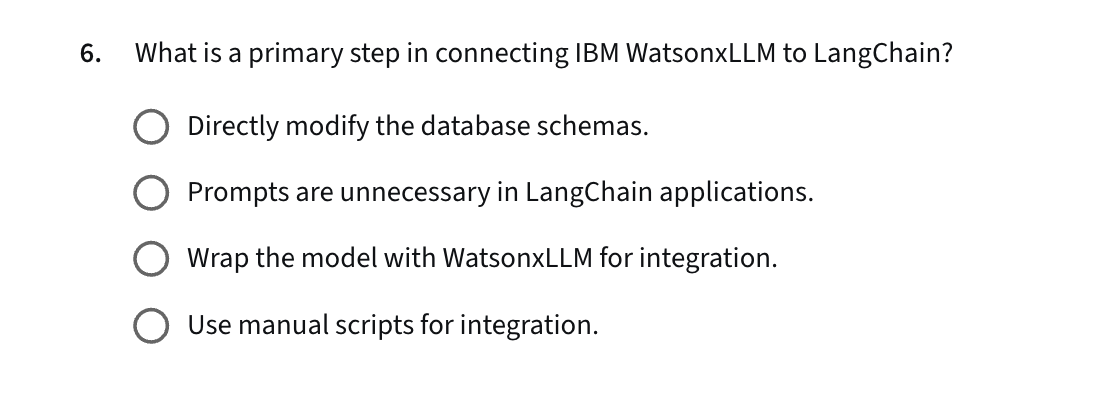 6. What is a primary step in connecting IBM WatsonxLLM to LangChain?
Directly modify the database schemas.
Prompts are unnecessary in LangChain applications.
Wrap the model with WatsonxLLM for integration.
Use manual scripts for integration.